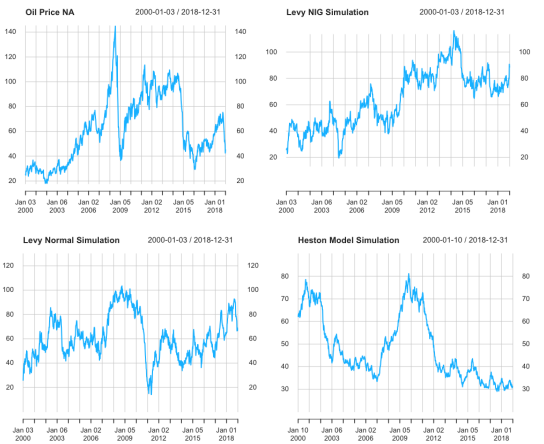 Oil Price NA 2000-01-03 / 2018-12-31
140 140
120 120
100 100
80 80
60 60
40 40
20 20
Jan 03 Jan 06 Jan 02 Jan 05 Jan 02 Jan 02 Jan 01
2000 2003 2006 2009 2012 2015 2018
Levy NIG Simulation 2000-01-03 / 2018-12-31
100 100
80 80
60 60
40 40
20 20
Jan 03 Jan 06 Jan 02 Jan 05 Jan 02 Jan 02 Jan 01
2000 2003 2006 2009 2012 2015 2018
Levy Normal Simulation 2000-01-03 / 2018-12-31
120 120
100 100
80 80
60 60
40 40
20 20
Jan 03 Jan 06 Jan 02 Jan 05 Jan 02 Jan 02 Jan 01
2000 2003 2006 2009 2012 2015 2018
Heston Model Simulation 2000-01-10 / 2018-12-31
80 80
70 70
60 60
50 50
40 40
30 30
Jan 10 Jan 06 Jan 02 Jan 05 Jan 02 Jan 02 Jan 01
2000 2003 2006 2009 2012 2015 2018